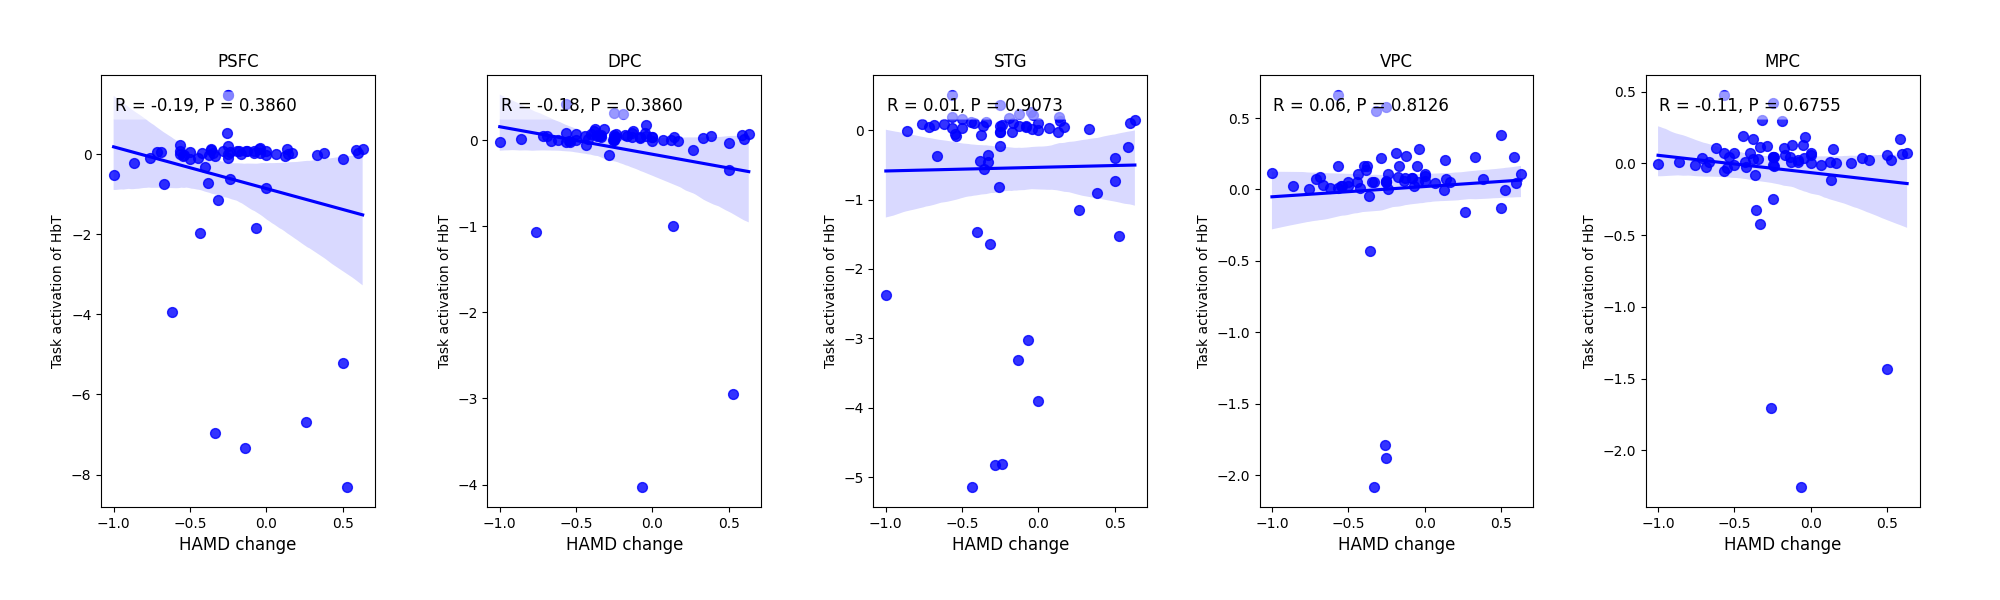 PSFC
R = -0.19, P = 0.3860
Task activation of HbT
0
−2
−4
−6
−8
−1.0 −0.5 0.0 0.5
HAMD change
DPC
R = -0.18, P = 0.3860
Task activation of HbT
0
−1
−2
−3
−4
−1.0 −0.5 0.0 0.5
HAMD change
STG
R = 0.01, P = 0.9073
Task activation of HbT
0
−1
−2
−3
−4
−5
−1.0 −0.5 0.0 0.5
HAMD change
VPC
R = 0.06, P = 0.8126
Task activation of HbT
0.5
0.0
−0.5
−1.0
−1.5
−2.0
−1.0 −0.5 0.0 0.5
HAMD change
MPC
R = -0.11, P = 0.6755
Task activation of HbT
0.5
0.0
−0.5
−1.0
−1.5
−2.0
−1.0 −0.5 0.0 0.5
HAMD change